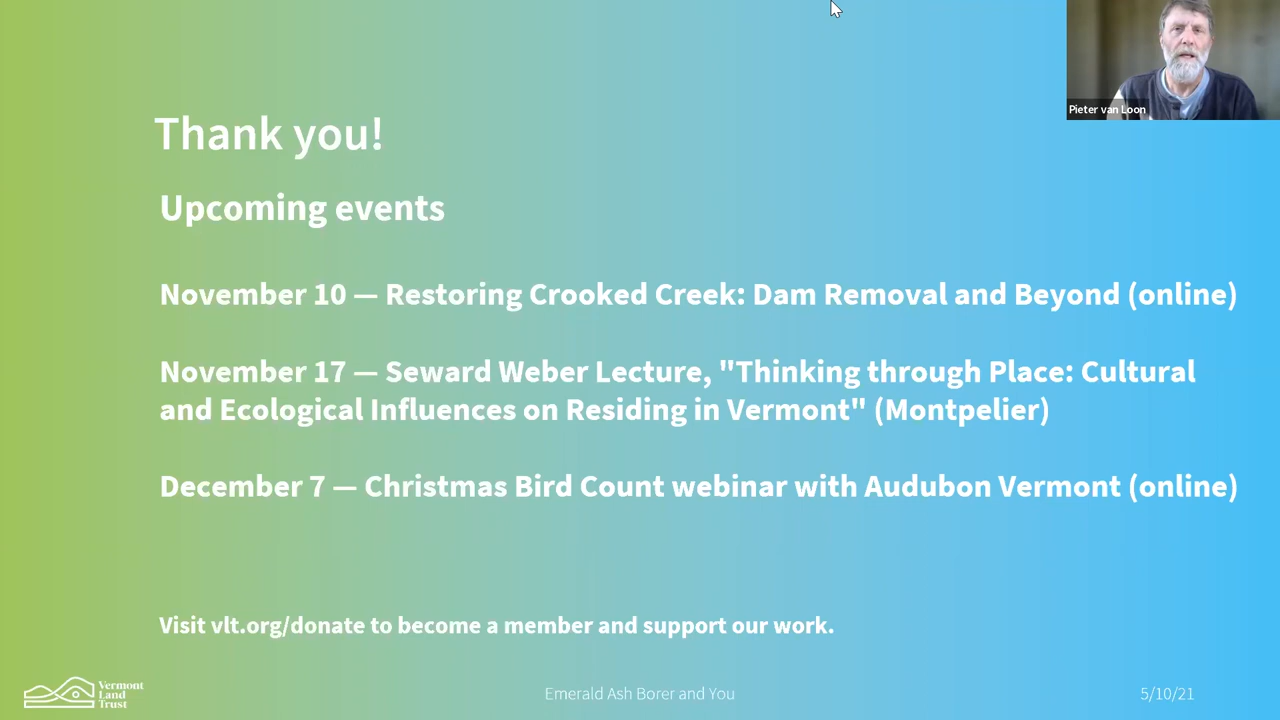 Pieter van Loon
Thank you!
Upcoming events
November 10 — Restoring Crooked Creek: Dam Removal and Beyond (online)
November 17 — Seward Weber Lecture, "Thinking through Place: Cultural
and Ecological Influences on Residing in Vermont" (Montpelier)
December 7 — Christmas Bird Count webinar with Audubon Vermont (online)
Visit vlt.org/donate to become a member and support our work.
Vermont
Land
Trust
Emerald Ash Borer and You
5/10/21